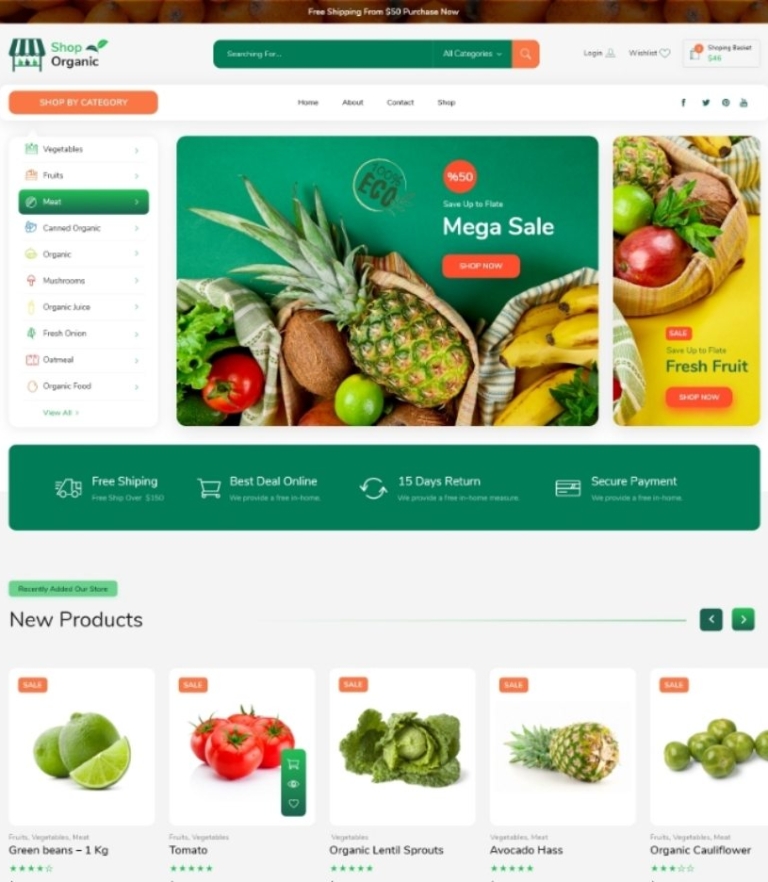 Free Shipping From $50 Purchase Now
Shop
Organic
Searching For...
All Categories
Login
Wishlist
Shoping Basket
$46
SHOP BY CATEGORY
Home
About
Contact
Shop
Vegetables
Fruits
Meat
Canned Organic
Organic
Mushrooms
Organic Juice
Fresh Onion
Oatmeal
Organic Food
View All >
100%
ECO
%50
Save Up to Flate
Mega Sale
SHOP NOW
SALE
Save Up to Flate
Fresh Fruit
SHOP NOW
Free Shiping
Free Ship Over $150
Best Deal Online
We provide a free in-home.
15 Days Return
We provide a free in-home measure.
Secure Payment
We provide a free in-home.
Recently Added Our Store
New Products
SALE
SALE
SALE
SALE
SALE
Fruits, Vegetables, Meat
Green beans – 1 Kg
Fruits, Vegetables
Tomato
Vegetables
Organic Lentil Sprouts
Vegetables, Meat
Avocado Hass
Fruits, Vegetables, Meat
Organic Cauliflower